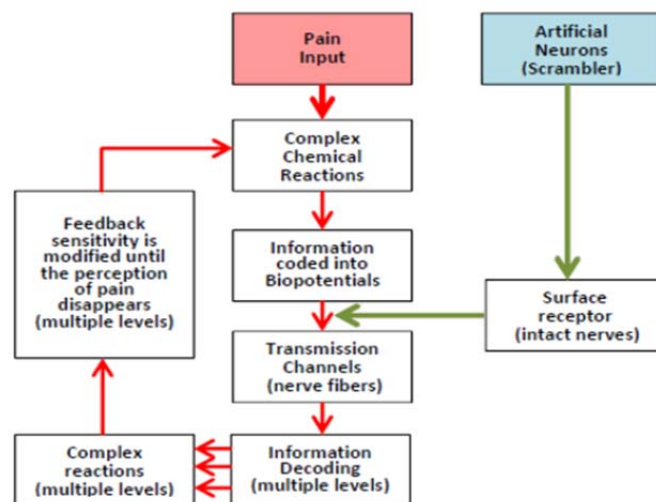 Pain
Input
Artificial
Neurons
(Scrambler)
Complex
Chemical
Reactions
Feedback
sensitivity is
modified until
the perception
of pain
disappears
(multiple levels)
Information
coded into
Biopotentials
Surface
receptor
(intact nerves)
Transmission
Channels
(nerve fibers)
Complex
reactions
(multiple levels)
Information
Decoding
(multiple levels)